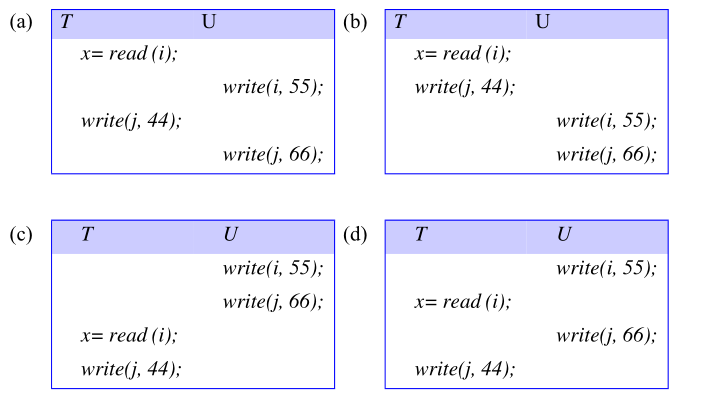 (a) T U (b) T U
x= read (i); x= read (i);
write(i, 55); write(j, 44);
write(j, 44); write(i, 55);
write(j, 66); write(j, 66);
(c) T U (d) T U
write(i, 55); write(i, 55);
write(j, 66); x= read (i);
x= read (i); write(j, 66);
write(j, 44); write(j, 44);